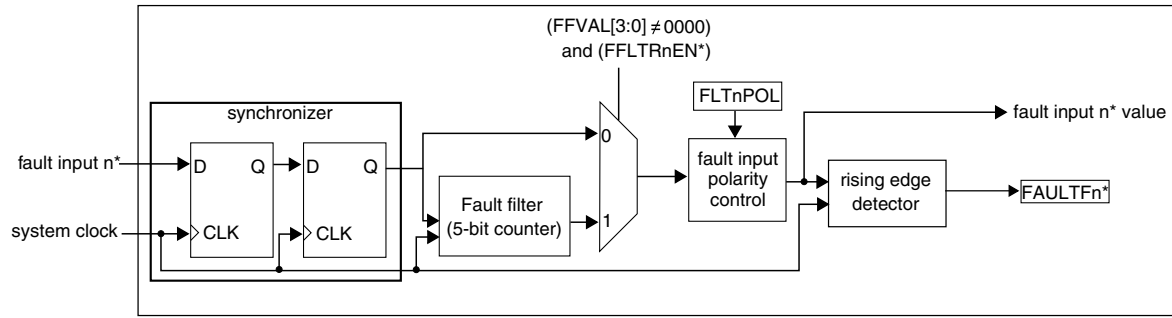 (FFVAL[3:0] ≠ 0000)
and (FFLTRnEN*)
synchronizer
FLTnPOL
fault input n* value
fault input n*
D
Q
D
Q
0
fault input
polarity
control
rising edge
detector
FAULTFn*
Fault filter
(5-bit counter)
1
system clock
CLK
CLK